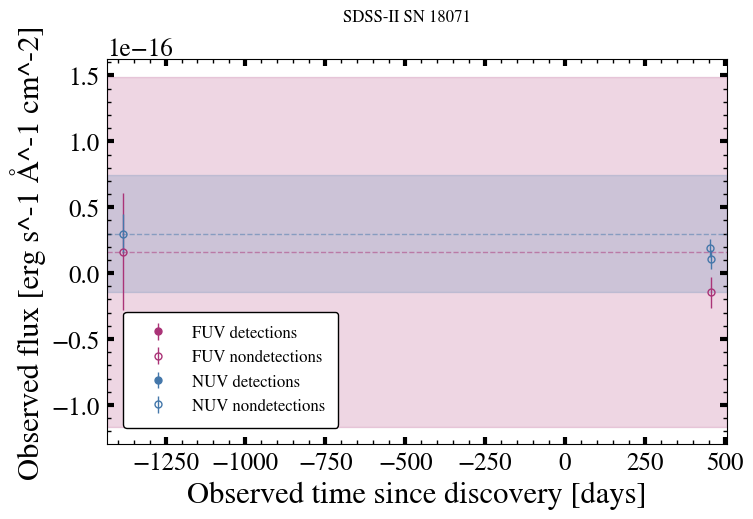 SDSS-II SN 18071
1e−16
Observed flux [erg s^-1 Å^-1 cm^-2]
1.5
1.0
0.5
0.0
−0.5
−1.0
FUV detections
FUV nondetections
NUV detections
NUV nondetections
−1250 −1000 −750 −500 −250 0 250 500
Observed time since discovery [days]